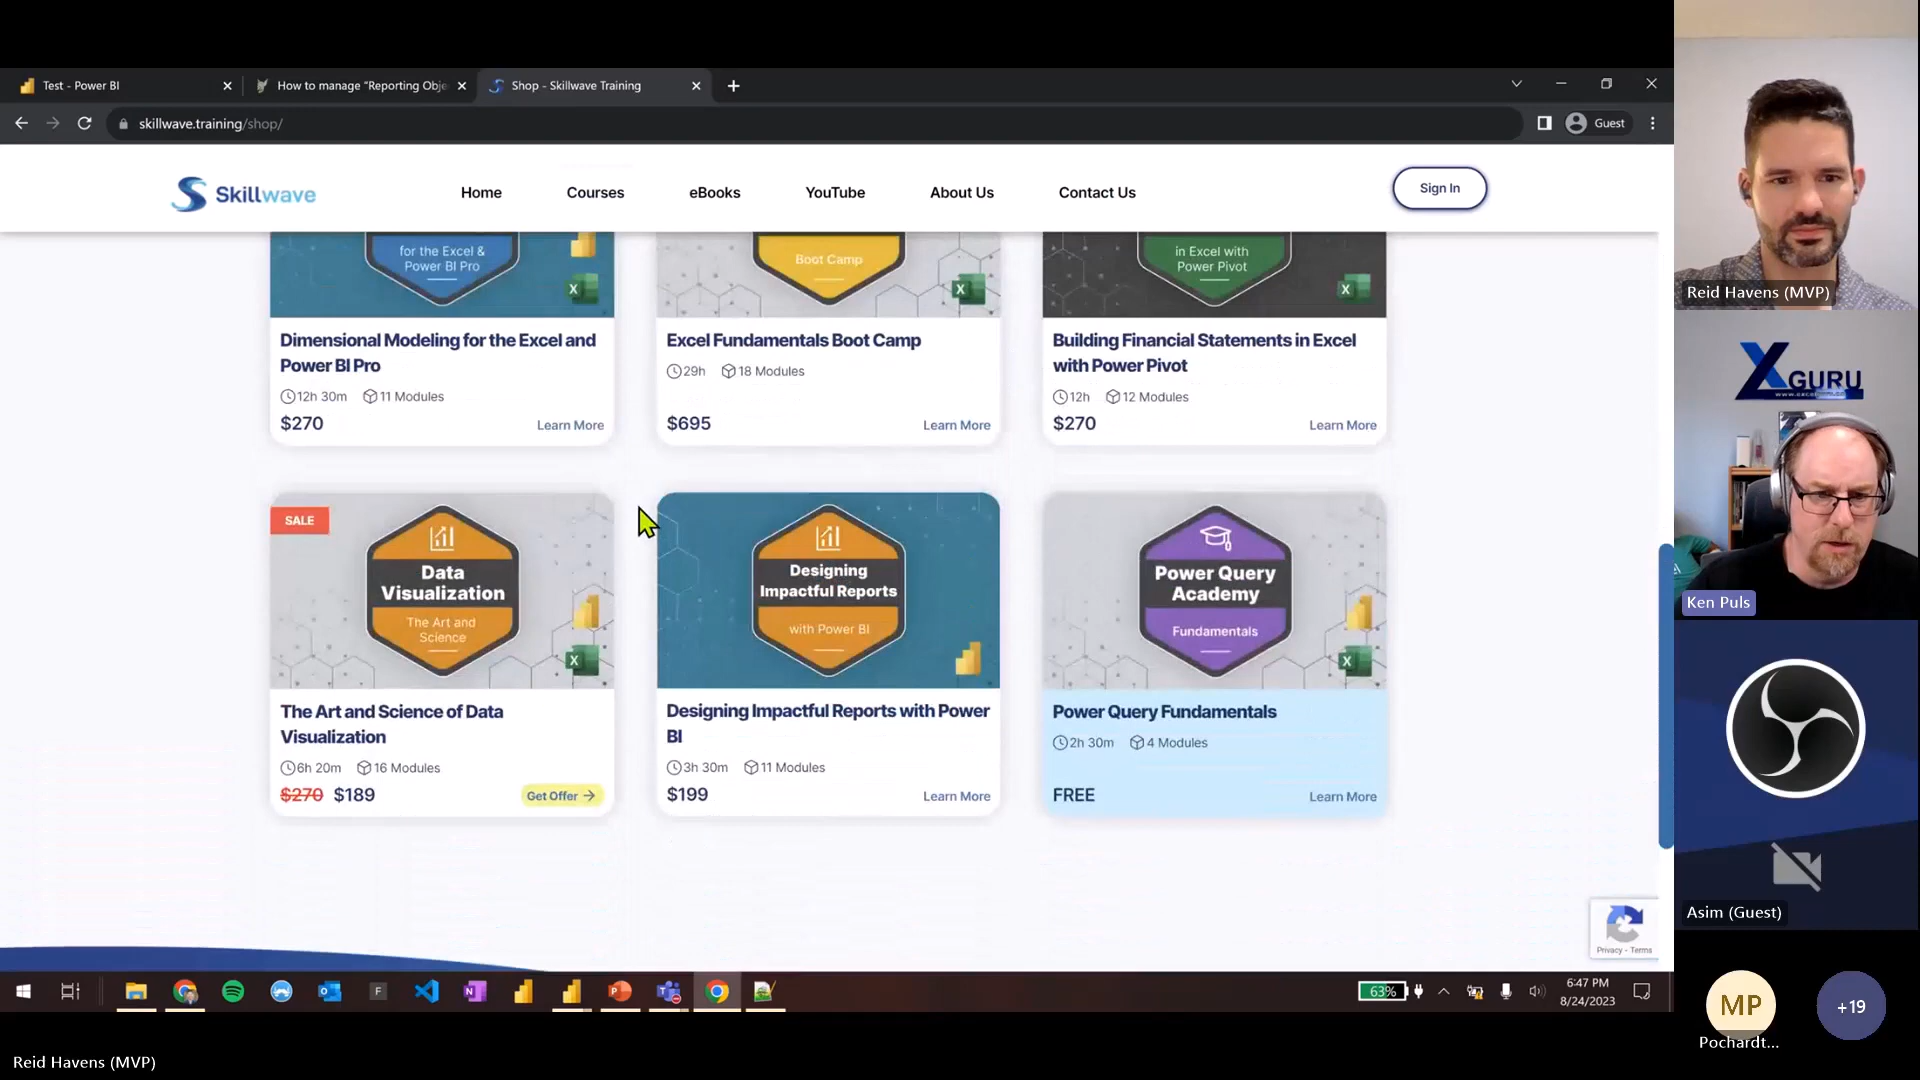 Test - Power BI
How to manage "Reporting Obje
Shop - Skillwave Training
skillwave.training/shop/
Guest
Skillwave
Home
Courses
eBooks
YouTube
About Us
Contact Us
Sign In
for the Excel &
Power BI Pro
Boot Camp
in Excel with
Power Pivot
Dimensional Modeling for the Excel and
Power BI Pro
12h 30m
11 Modules
$270
Learn More
Excel Fundamentals Boot Camp
29h
18 Modules
$695
Learn More
Building Financial Statements in Excel
with Power Pivot
12h
12 Modules
$270
Learn More
SALE
Data
Visualization
The Art and
Science
The Art and Science of Data
Visualization
6h 20m
16 Modules
$270 $189
Get Offer
Designing
Impactful Reports
with Power BI
Designing Impactful Reports with Power
BI
3h 30m
11 Modules
$199
Learn More
Power Query
Academy
Fundamentals
Power Query Fundamentals
2h 30m
4 Modules
FREE
Learn More
Privacy - Terms
63%
6:47 PM
8/24/2023
Reid Havens (MVP)
Reid Havens (MVP)
XGURU
Ken Puls
Asim (Guest)
MP
Pochardt...
+19